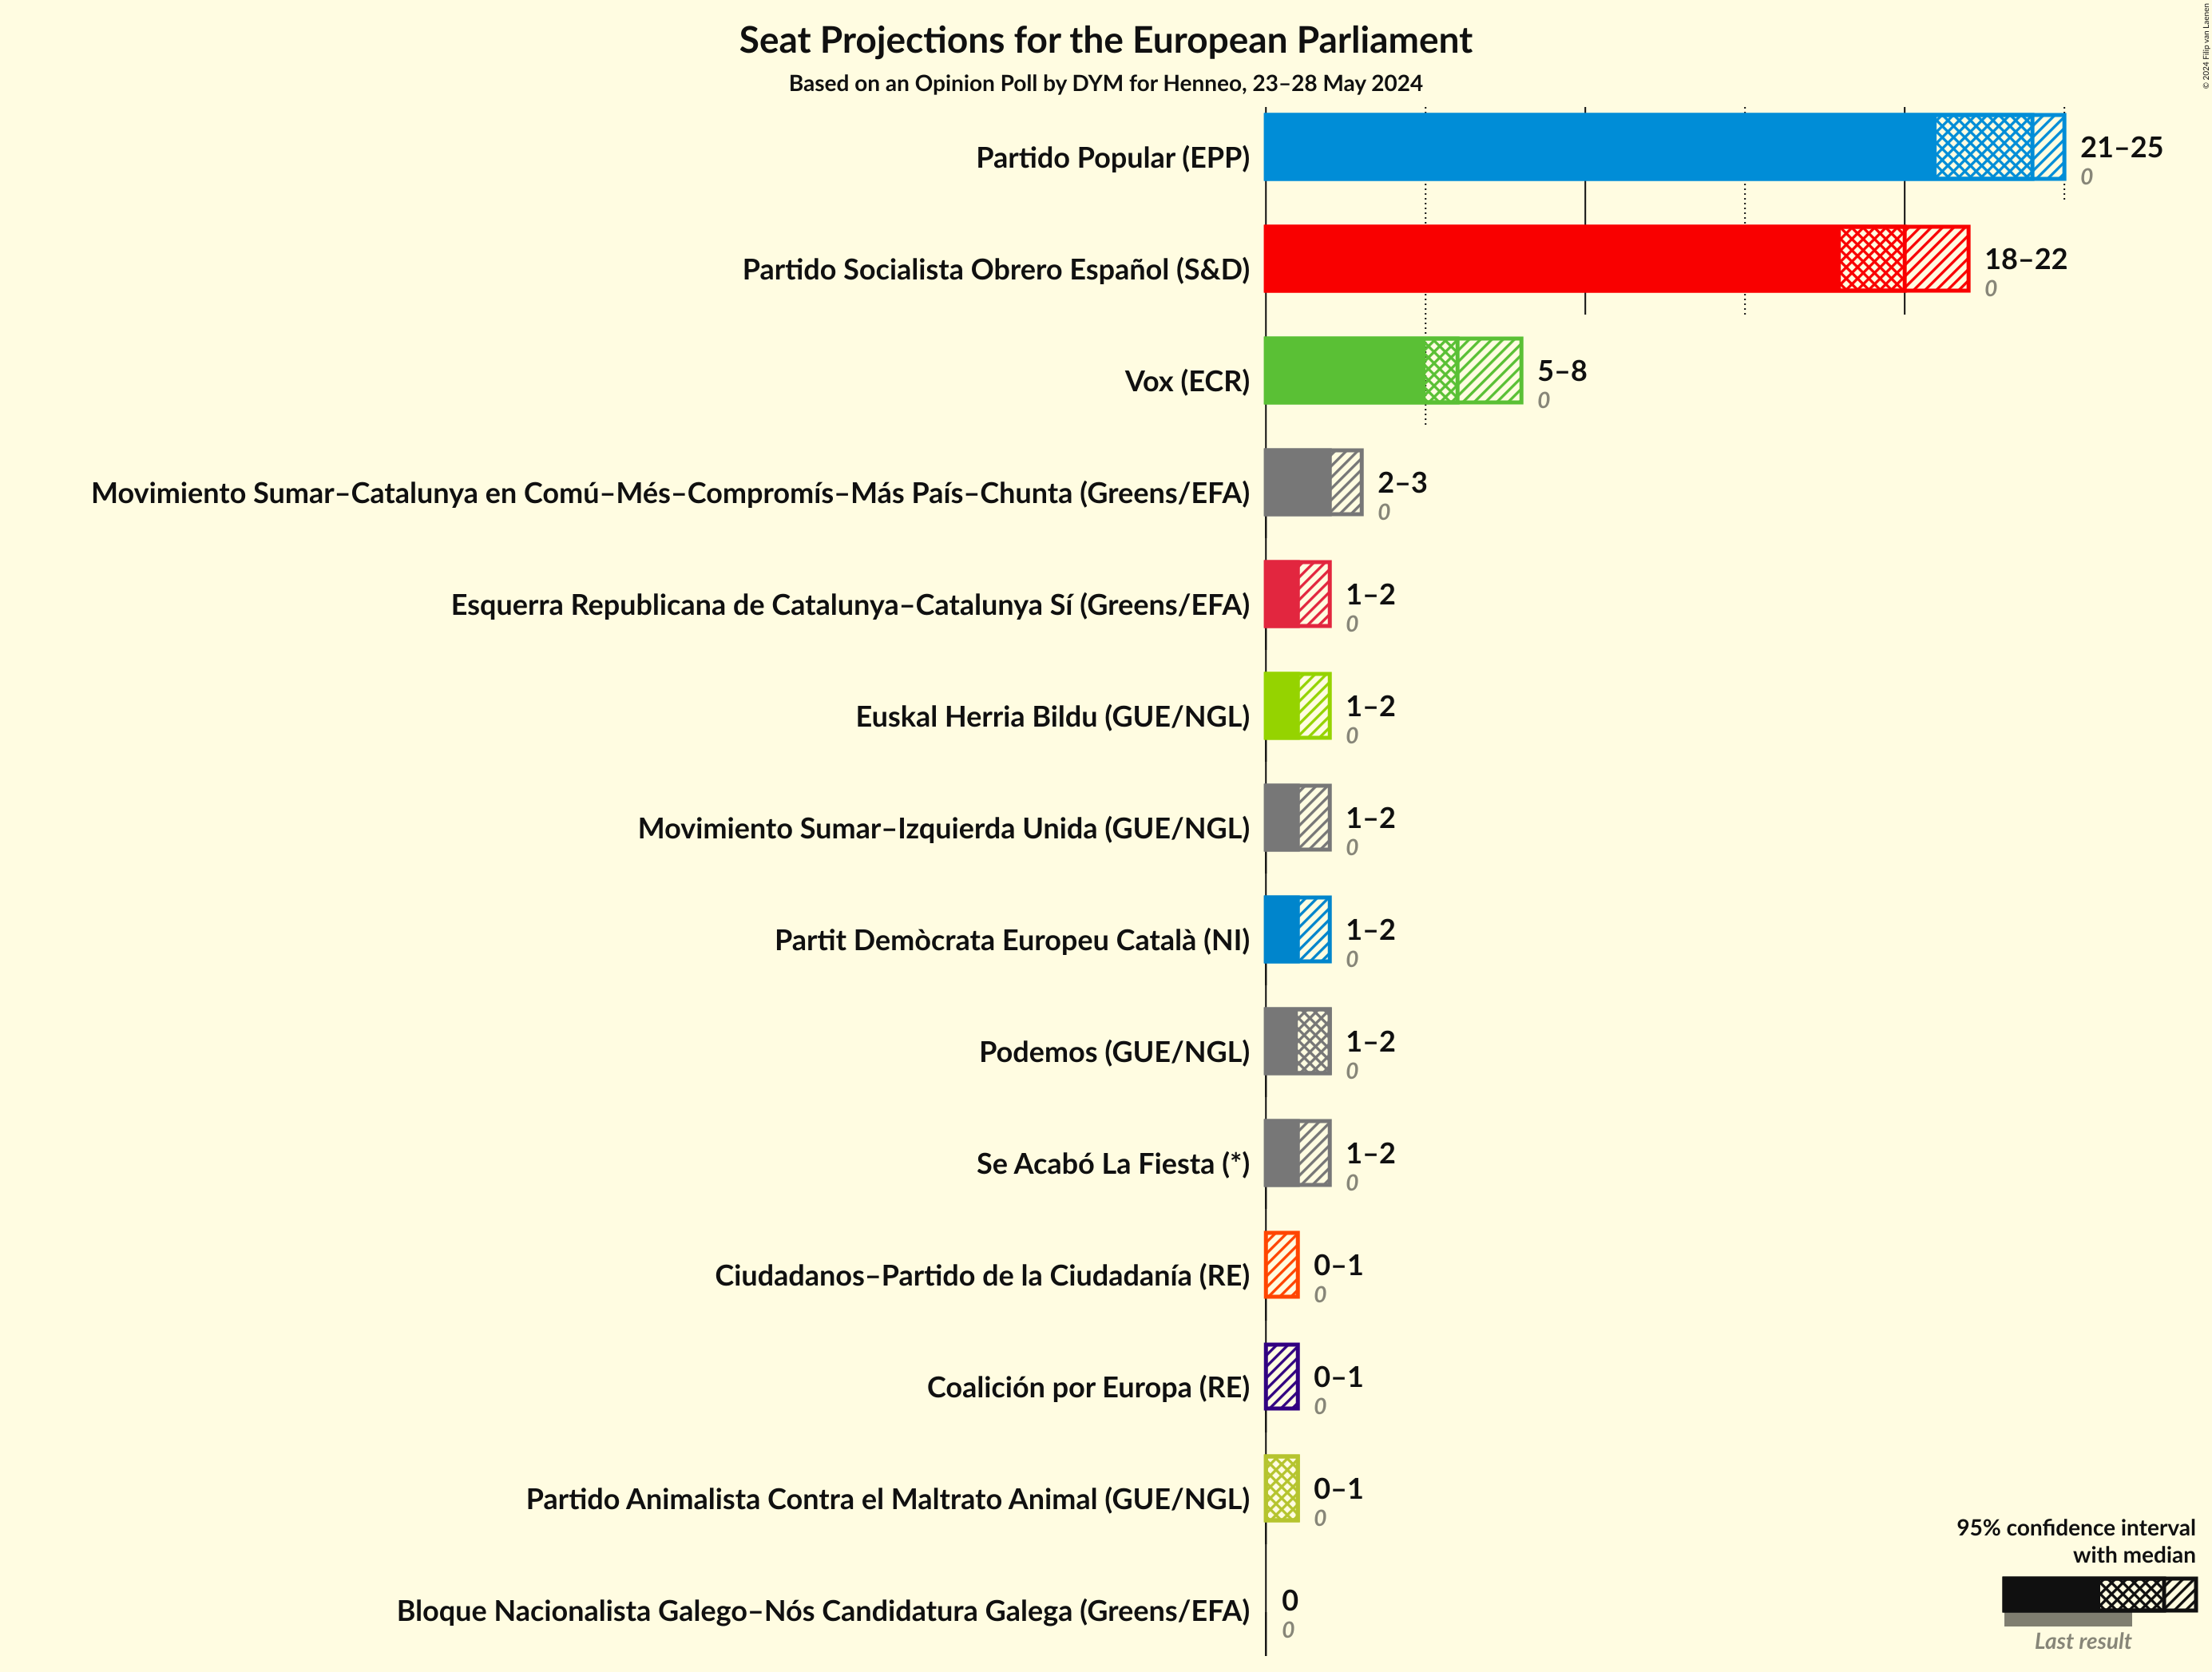 Seat Projections for the European Parliament
Based on an Opinion Poll by DYM for Henneo, 23–28 May 2024
© 2024 Filip van Laenen
Partido Popular (EPP)
21–25
0
Partido Socialista Obrero Español (S&D)
18–22
0
Vox (ECR)
5–8
0
Movimiento Sumar–Catalunya en Comú–Més–Compromís–Más País–Chunta (Greens/EFA)
2–3
0
Esquerra Republicana de Catalunya–Catalunya Sí (Greens/EFA)
1–2
0
Euskal Herria Bildu (GUE/NGL)
1–2
0
Movimiento Sumar–Izquierda Unida (GUE/NGL)
1–2
0
Partit Demòcrata Europeu Català (NI)
1–2
0
Podemos (GUE/NGL)
1–2
0
Se Acabó La Fiesta (*)
1–2
0
Ciudadanos–Partido de la Ciudadanía (RE)
0–1
0
Coalición por Europa (RE)
0–1
0
Partido Animalista Contra el Maltrato Animal (GUE/NGL)
0–1
0
Bloque Nacionalista Galego–Nós Candidatura Galega (Greens/EFA)
0
0
95% confidence interval
with median
Last result